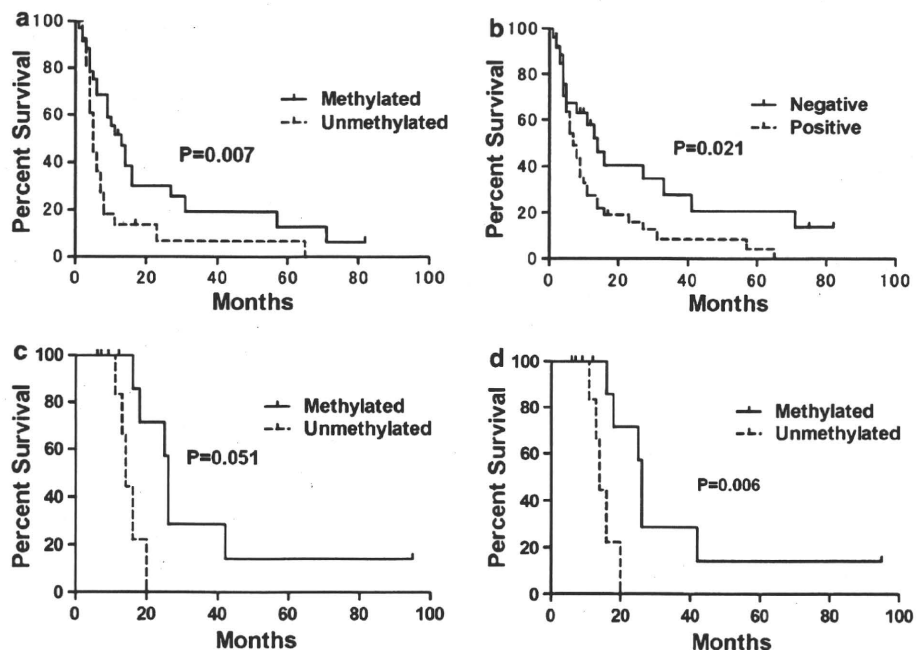 a
100
80
60
40
20
0
Percent Survival
Methylated
Unmethylated
P=0.007
0 20 40 60 80 100
Months
b
100
80
60
40
20
0
Percent Survival
Negative
Positive
P=0.021
0 20 40 60 80 100
Months
c
100
80
60
40
20
0
Percent Survival
Methylated
Unmethylated
P=0.051
0 20 40 60 80 100
Months
d
100
80
60
40
20
0
Percent Survival
Methylated
Unmethylated
P=0.006
0 20 40 60 80 100
Months